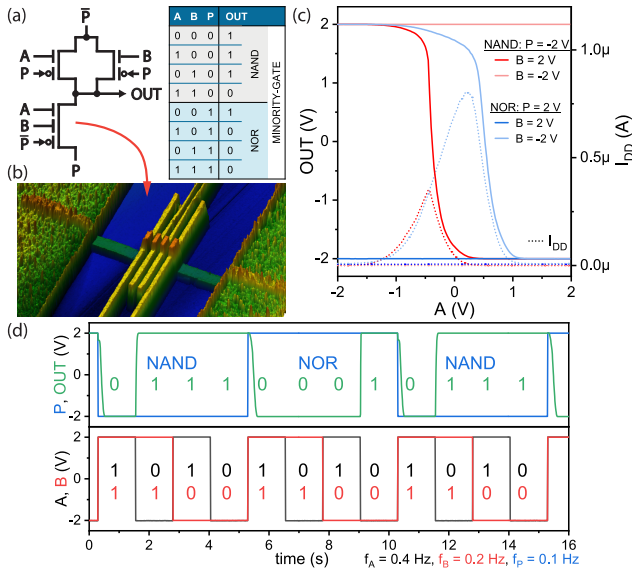 (a)
P̅
A
P
B
P
A
B
P̅
OUT
P
A B P OUT
0 0 0 1
1 0 0 1
0 1 0 1
1 1 0 0
NAND
0 0 1 1
1 0 1 0
0 1 1 0
1 1 1 0
NOR
MINORITY-GATE
(b)
(c)
OUT (V)
2
1
0
-1
-2
NAND: P = -2 V
B = 2 V
B = -2 V
NOR: P = 2 V
B = 2 V
B = -2 V
I_DD
1.0μ
0.5μ
0.0μ
I_DD (A)
-2 -1 0 1 2
A (V)
(d)
P, OUT (V)
2
0
-2
NAND NOR NAND
0 1 1 1 0 0 0 1 0 1 1 1
A, B (V)
2
0
-2
1 0 1 0 1 0 1 0 1 0 1 0
1 1 0 0 1 1 0 0 1 1 0 0
0 2 4 6 8 10 12 14 16
time (s)
f_A = 0.4 Hz, f_B = 0.2 Hz, f_P = 0.1 Hz